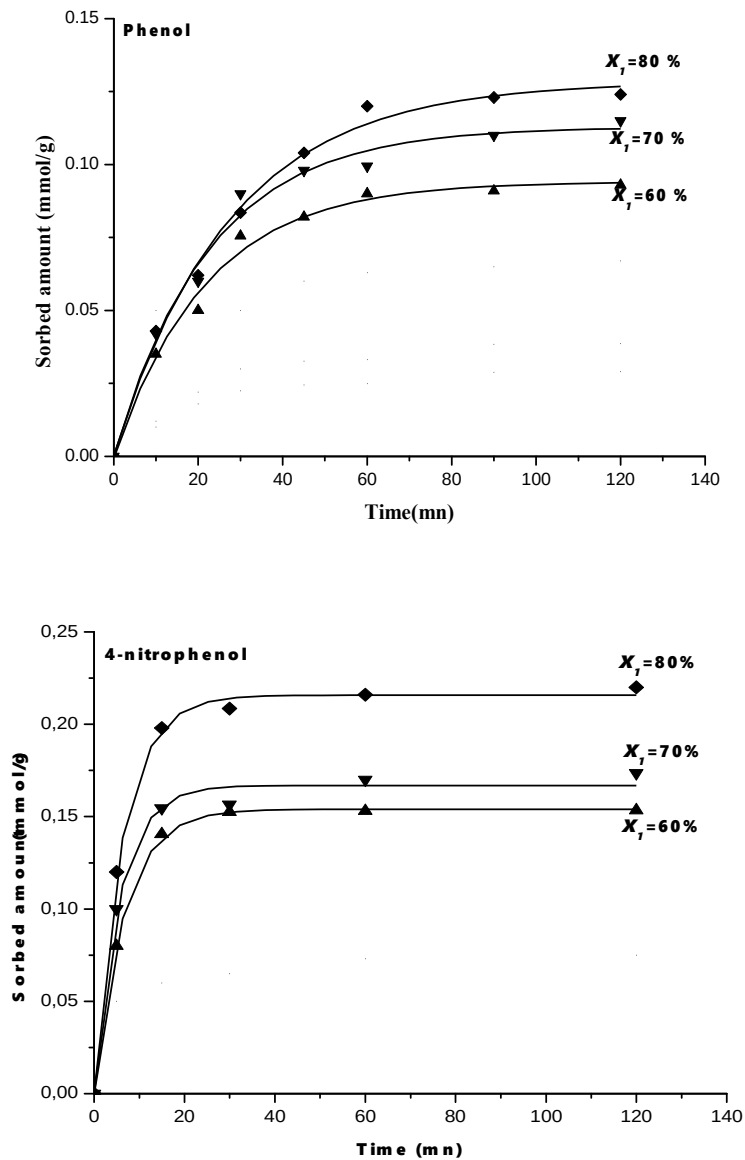 Phenol
0.15
X1=80 %
0.10
X1=70 %
X1=60 %
Sorbed amount (mmol/g)
0.05
0.00
0 20 40 60 80 100 120 140
Time(mn)
0,25
4-nitrophenol
X1=80%
0,20
X1=70%
0,15
X1=60%
Sorbed amount(mmol/g
0,10
0,05
0,00
0 20 40 60 80 100 120
Time (mn)